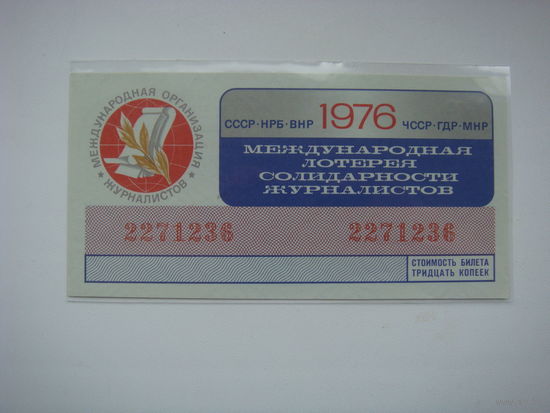 МЕЖДУНАРОДНАЯ ОРГАНИЗАЦИЯ
ЖУРНАЛИСТОВ
СССР·НРБ·ВНР 1976 ЧССР·ГДР·МНР
МЕЖДУНАРОДНАЯ
ЛОТЕРЕЯ
СОЛИДАРНОСТИ
ЖУРНАЛИСТОВ
2271236 2271236
СТОИМОСТЬ БИЛЕТА
ТРИДЦАТЬ КОПЕЕК